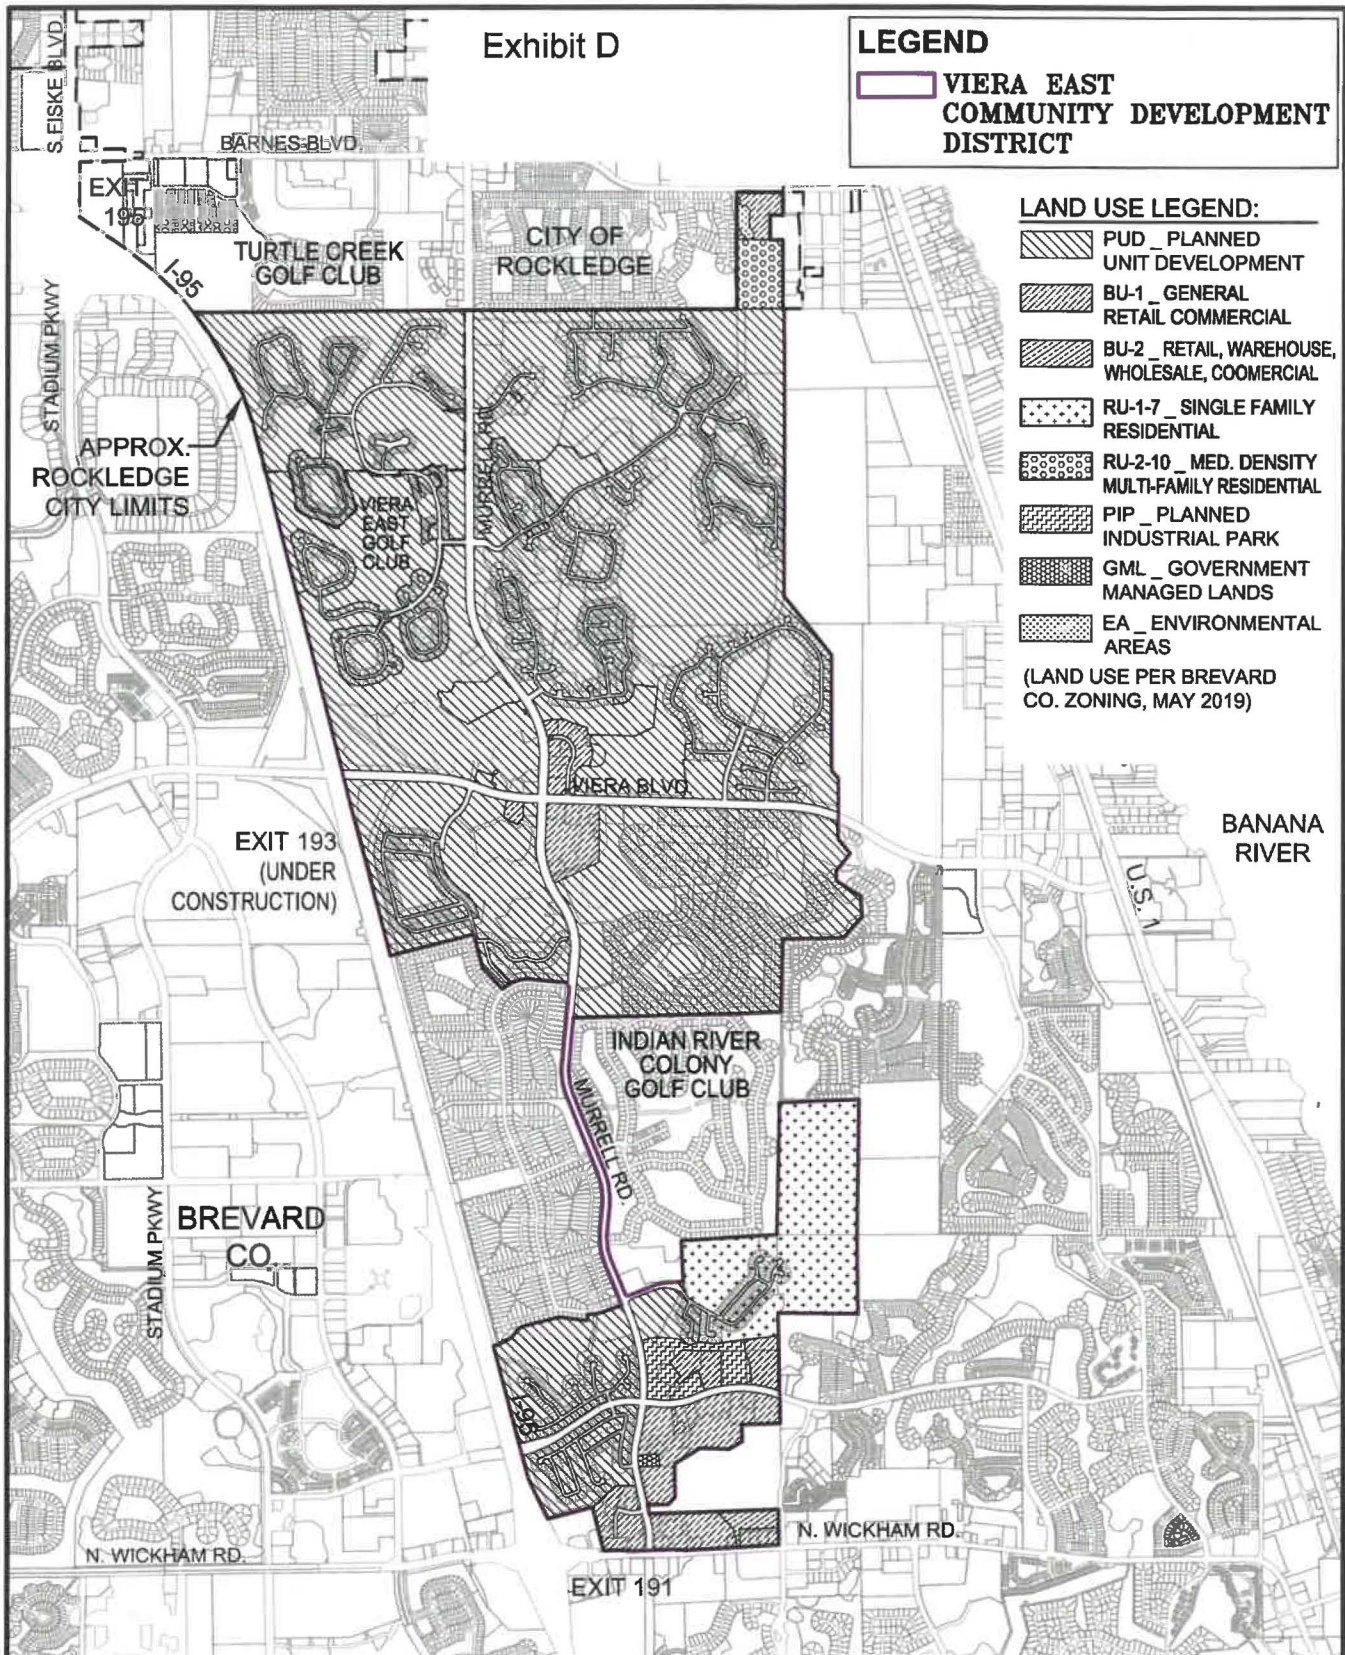 Exhibit D
LEGEND
VIERA EAST
COMMUNITY DEVELOPMENT
DISTRICT
S. FISKE BLVD.
BARNES BLVD.
EXIT
195
I-95
TURTLE CREEK
GOLF CLUB
CITY OF
ROCKLEDGE
LAND USE LEGEND:
PUD _ PLANNED
UNIT DEVELOPMENT
BU-1 _ GENERAL
RETAIL COMMERCIAL
BU-2 _ RETAIL, WAREHOUSE,
WHOLESALE, COOMERCIAL
RU-1-7 _ SINGLE FAMILY
RESIDENTIAL
RU-2-10 _ MED. DENSITY
MULTI-FAMILY RESIDENTIAL
PIP _ PLANNED
INDUSTRIAL PARK
GML _ GOVERNMENT
MANAGED LANDS
EA _ ENVIRONMENTAL
AREAS
(LAND USE PER BREVARD
CO. ZONING, MAY 2019)
STADIUM PKWY
APPROX.
ROCKLEDGE
CITY LIMITS
MURRELL RD.
VIERA
EAST
GOLF
CLUB
VIERA BLVD.
EXIT 193
(UNDER
CONSTRUCTION)
BANANA
RIVER
U.S. 1
INDIAN RIVER
COLONY
GOLF CLUB
MURRELL RD.
STADIUM PKWY
BREVARD
CO.
I-95
N. WICKHAM RD.
N. WICKHAM RD.
EXIT 191